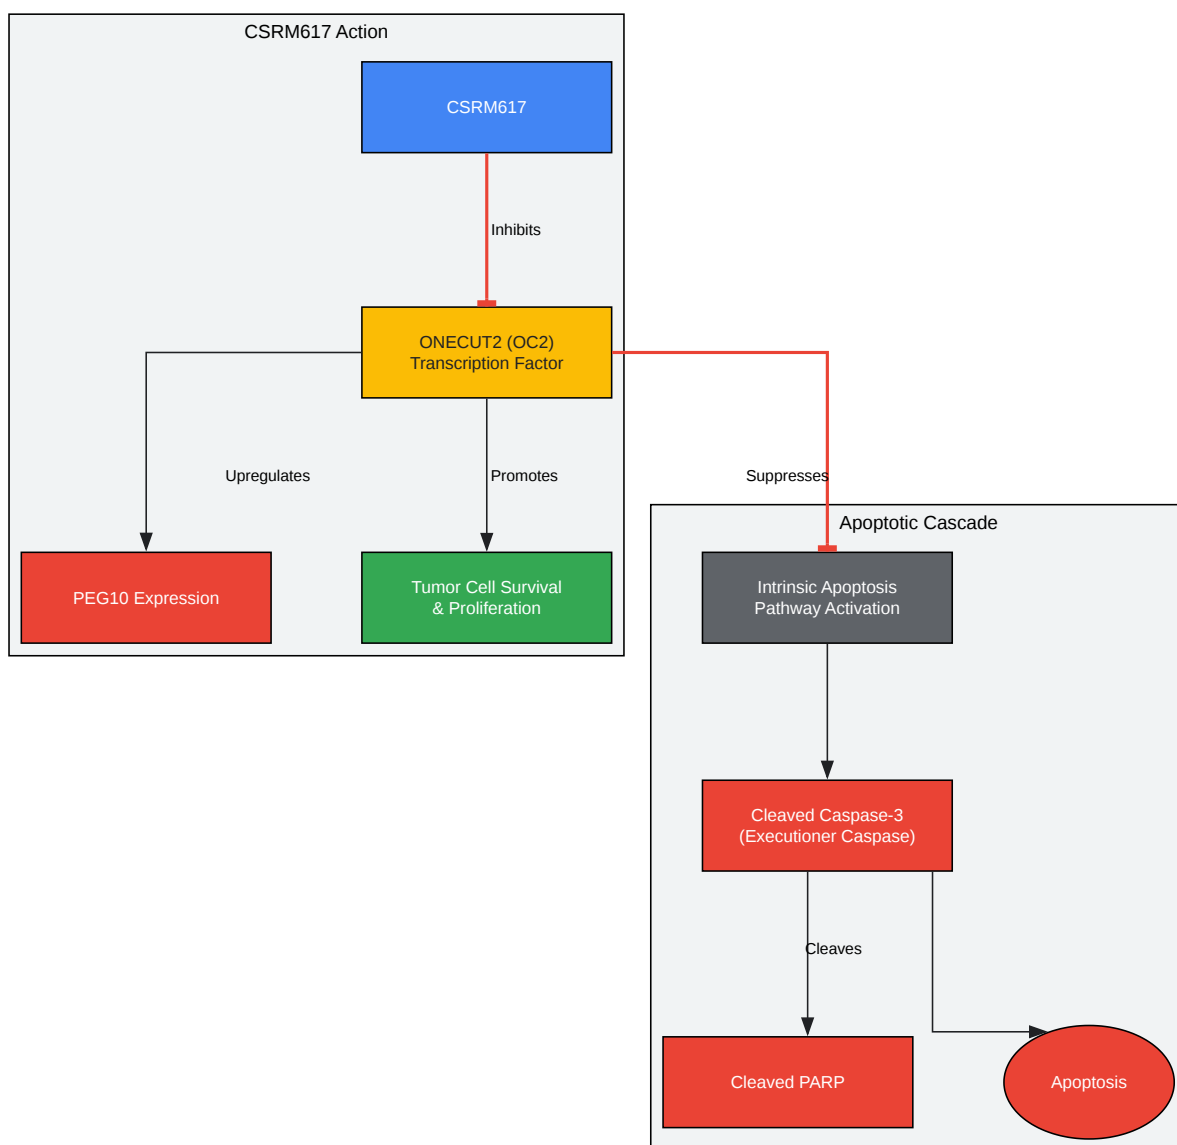 CSRM617 Action
CSRM617
Inhibits
ONECUT2 (OC2)
Transcription Factor
Upregulates
Promotes
Suppresses
Apoptotic Cascade
PEG10 Expression
Tumor Cell Survival
& Proliferation
Intrinsic Apoptosis
Pathway Activation
Cleaved Caspase-3
(Executioner Caspase)
Cleaves
Cleaved PARP
Apoptosis